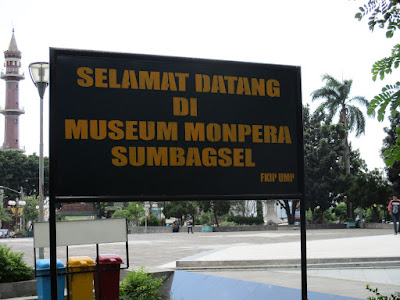 SELAMAT DATANG
DI
MUSEUM MONPERA
SUMBAGSEL
FKIP UMP